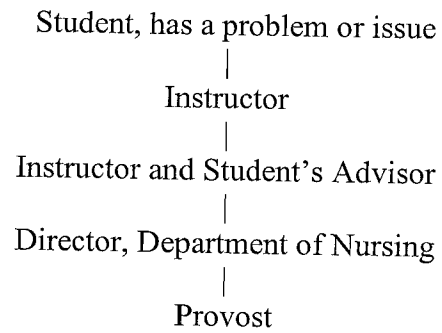 Student, has a problem or issue
Instructor
Instructor and Student's Advisor
Director, Department of Nursing
Provost